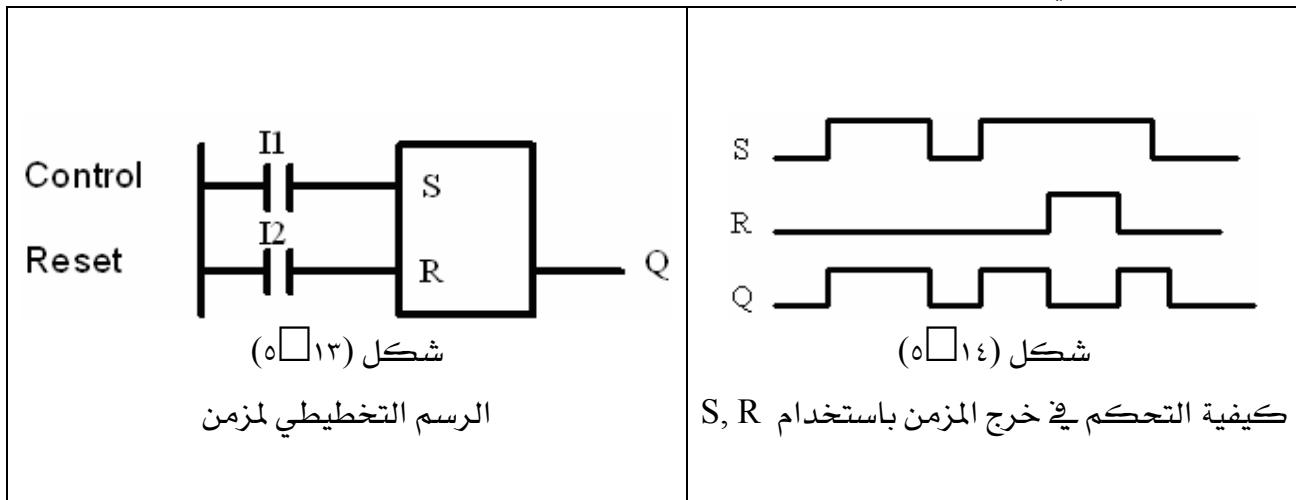 Control
I1
S
Reset
I2
R
Q
شكل (١٣□٥)
الرسم التخطيطي لمزمن
S
R
Q
شكل (١٤□٥)
كيفية التحكم في خرج المزمن باستخدام S, R